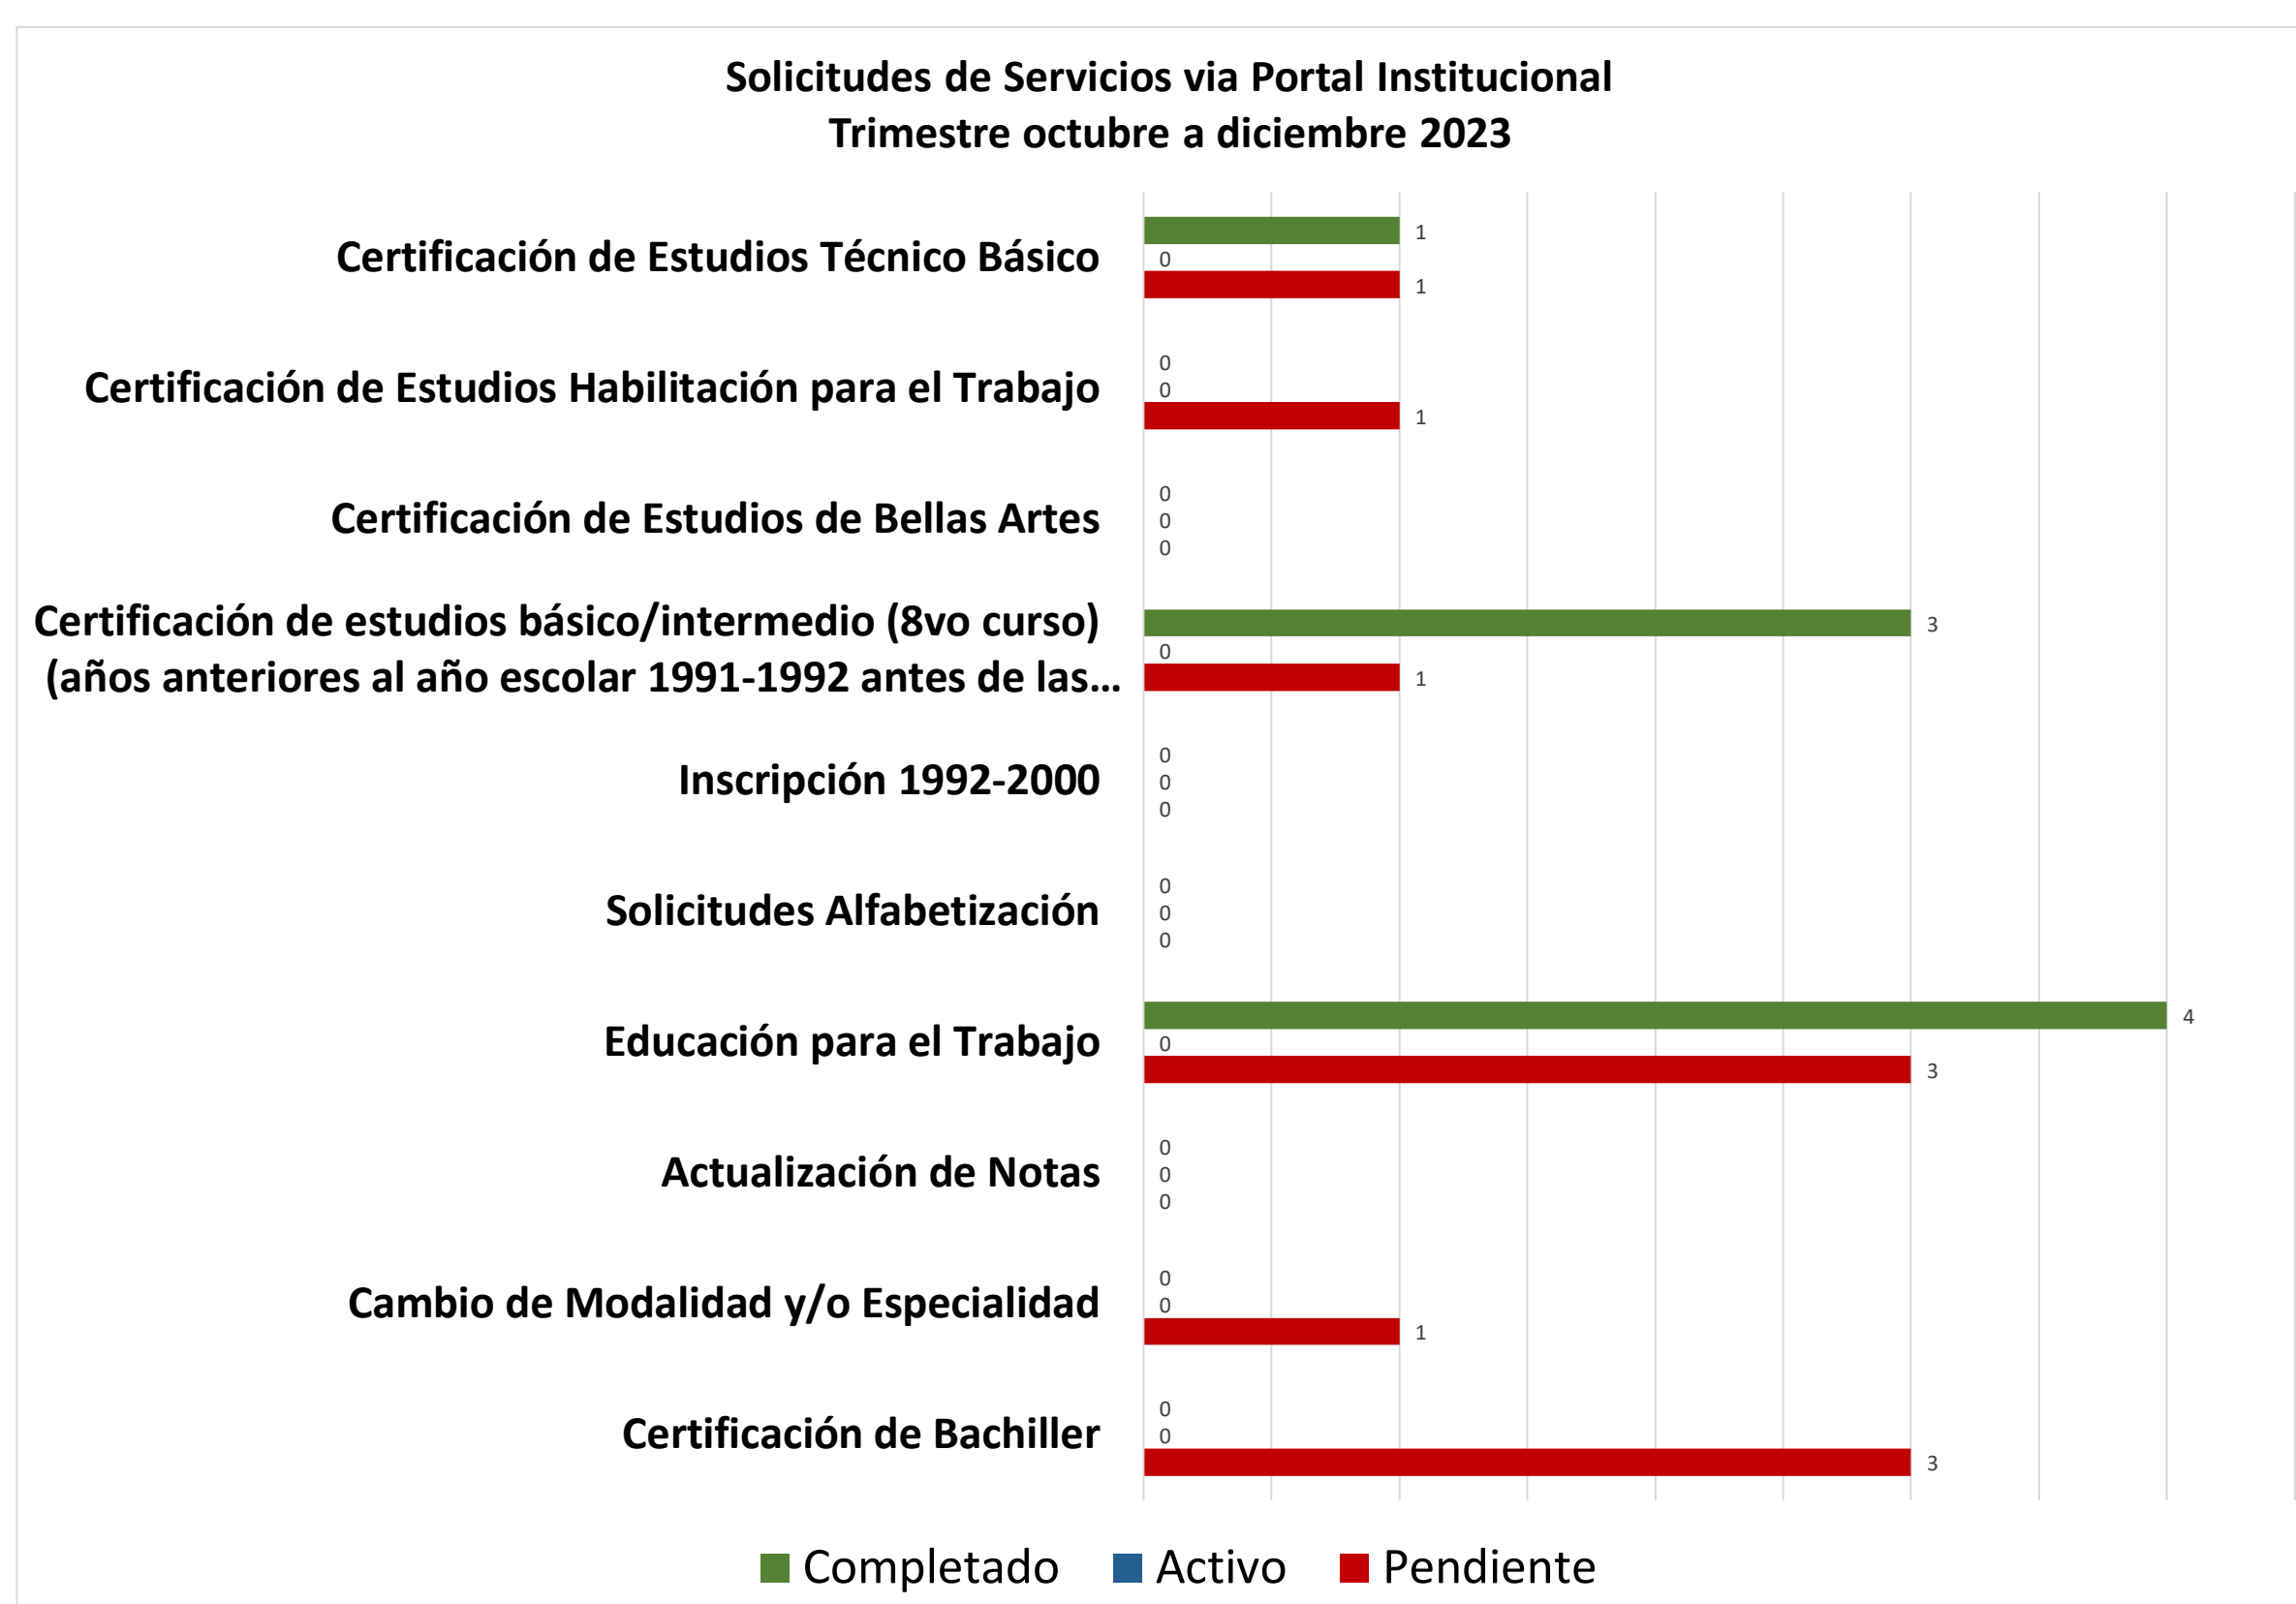 Solicitudes de Servicios via Portal Institucional
Trimestre octubre a diciembre 2023
Certificación de Estudios Técnico Básico
1
0
1
Certificación de Estudios Habilitación para el Trabajo
0
0
1
Certificación de Estudios de Bellas Artes
0
0
0
Certificación de estudios básico/intermedio (8vo curso)
(años anteriores al año escolar 1991-1992 antes de las...
3
0
1
Inscripción 1992-2000
0
0
0
Solicitudes Alfabetización
0
0
0
Educación para el Trabajo
4
0
3
Actualización de Notas
0
0
0
Cambio de Modalidad y/o Especialidad
0
0
1
Certificación de Bachiller
0
0
3
Completado Activo Pendiente